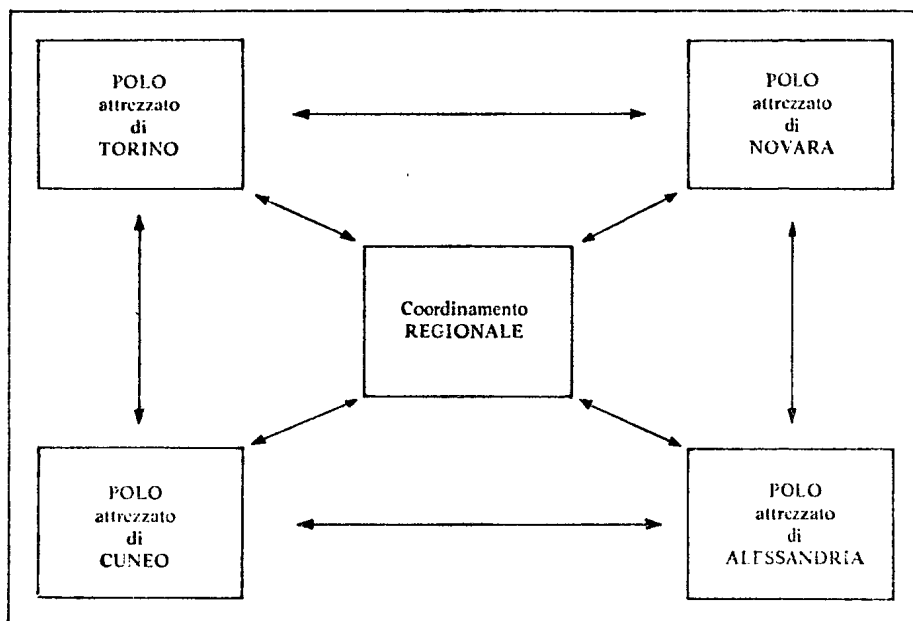 POLO
attrezzato
di
TORINO
POLO
attrezzato
di
NOVARA
Coordinamento
REGIONALE
POLO
attrezzato
di
CUNEO
POLO
attrezzato
di
ALESSANDRIA